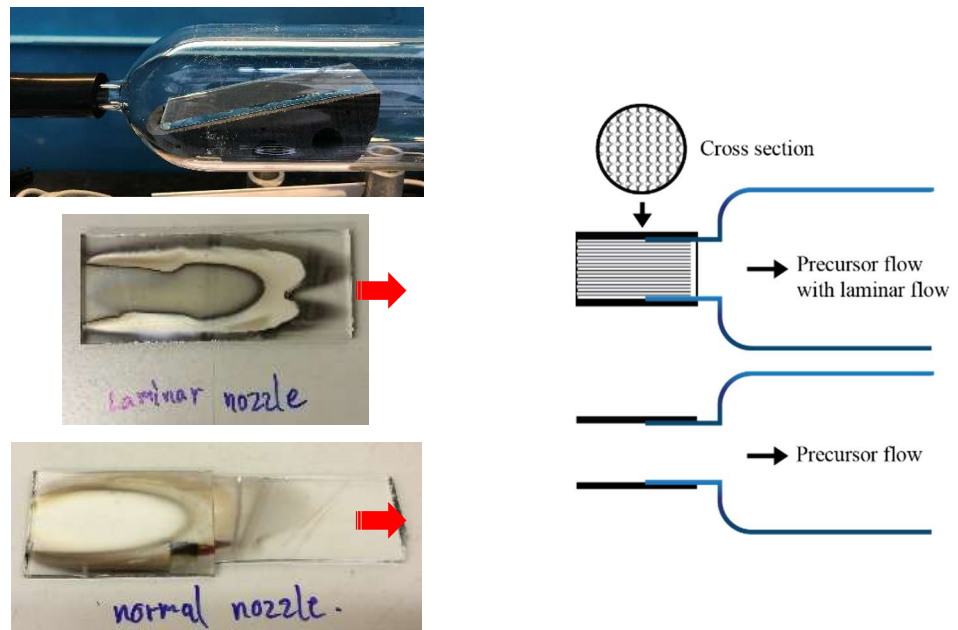 Laminar nozzle
normal nozzle.
Cross section
Precursor flow
with laminar flow
Precursor flow